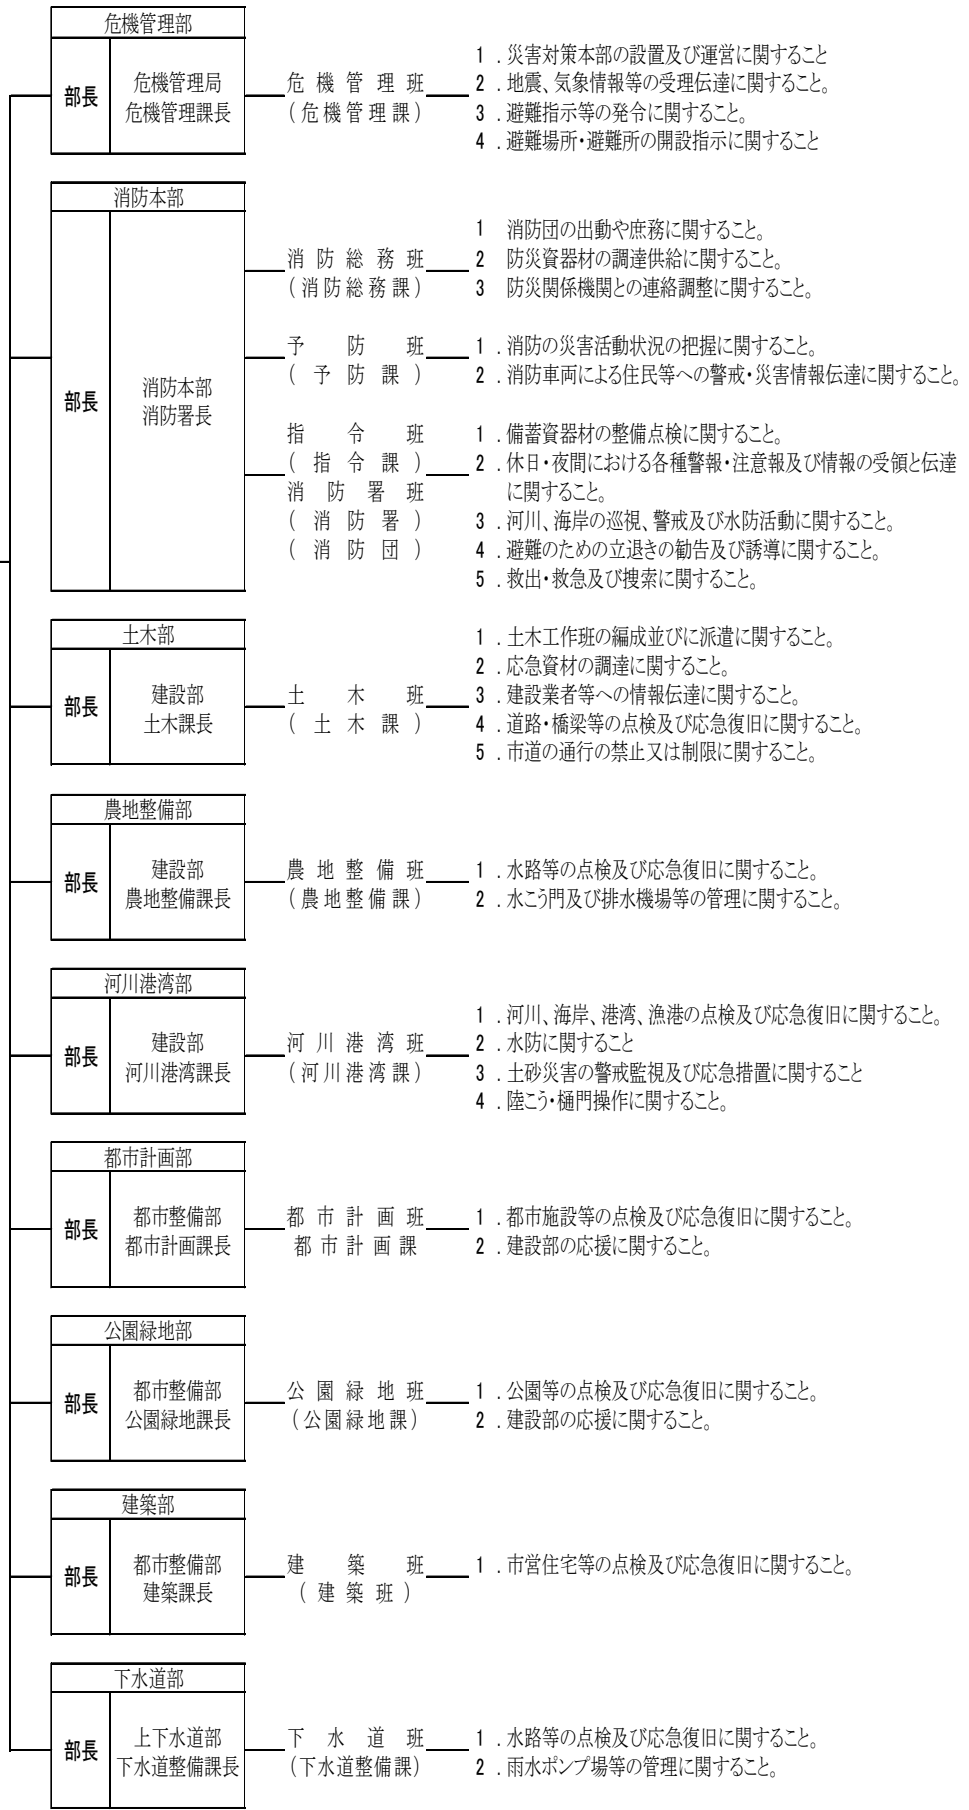 危機管理部
部長
危機管理局
危機管理課長
危機管理班
(危機管理課)
1 . 災害対策本部の設置及び運営に関すること
2 . 地震、気象情報等の受理伝達に関すること。
3 . 避難指示等の発令に関すること。
4 . 避難場所・避難所の開設指示に関すること
消防本部
部長
消防本部
消防署長
消防総務班
(消防総務課)
1 消防団の出動や庶務に関すること。
2 防災資器材の調達供給に関すること。
3 防災関係機関との連絡調整に関すること。
予防班
(予防課)
1 . 消防の災害活動状況の把握に関すること。
2 . 消防車両による住民等への警戒・災害情報伝達に関すること。
指令班
(指令課)
消防署班
(消防署)
(消防団)
1 . 備蓄資器材の整備点検に関すること。
2 . 休日・夜間における各種警報・注意報及び情報の受領と伝達
に関すること。
3 . 河川、海岸の巡視、警戒及び水防活動に関すること。
4 . 避難のための立退きの勧告及び誘導に関すること。
5 . 救出・救急及び捜索に関すること。
土木部
部長
建設部
土木課長
土木班
(土木課)
1 . 土木工作班の編成並びに派遣に関すること。
2 . 応急資材の調達に関すること。
3 . 建設業者等への情報伝達に関すること。
4 . 道路・橋梁等の点検及び応急復旧に関すること。
5 . 市道の通行の禁止又は制限に関すること。
農地整備部
部長
建設部
農地整備課長
農地整備班
(農地整備課)
1 . 水路等の点検及び応急復旧に関すること。
2 . 水こう門及び排水機場等の管理に関すること。
河川港湾部
部長
建設部
河川港湾課長
河川港湾班
(河川港湾課)
1 . 河川、海岸、港湾、漁港の点検及び応急復旧に関すること。
2 . 水防に関すること
3 . 土砂災害の警戒監視及び応急措置に関すること
4 . 陸こう・樋門操作に関すること。
都市計画部
部長
都市整備部
都市計画課長
都市計画班
都市計画課
1 . 都市施設等の点検及び応急復旧に関すること。
2 . 建設部の応援に関すること。
公園緑地部
部長
都市整備部
公園緑地課長
公園緑地班
(公園緑地課)
1 . 公園等の点検及び応急復旧に関すること。
2 . 建設部の応援に関すること。
建築部
部長
都市整備部
建築課長
建築班
(建築班)
1 . 市営住宅等の点検及び応急復旧に関すること。
下水道部
部長
上下水道部
下水道整備課長
下水道班
(下水道整備課)
1 . 水路等の点検及び応急復旧に関すること。
2 . 雨水ポンプ場等の管理に関すること。